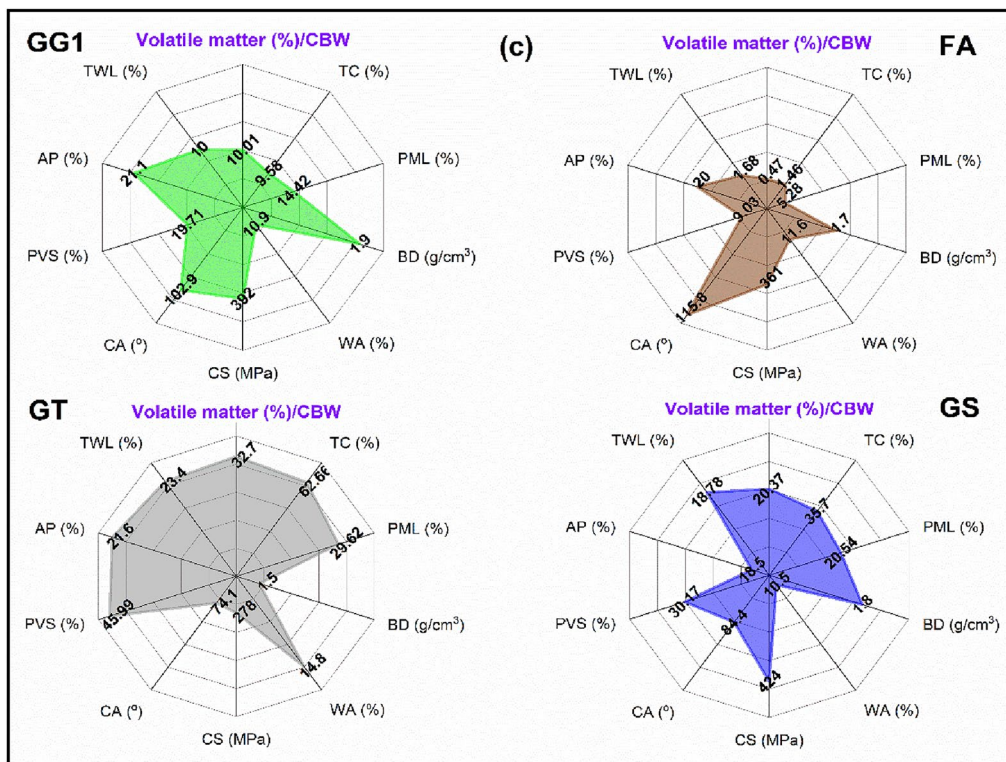 GG1
Volatile matter (%)/CBW
(c)
Volatile matter (%)/CBW
FA
TWL (%)
TC (%)
TWL (%)
TC (%)
AP (%)
PML (%)
AP (%)
PML (%)
10
10.01
9.58
21.1
14.42
1.68
0.47
1.46
20
5.28
19.71
10.9
1.9
9.03
11.6
1.7
PVS (%)
BD (g/cm³)
PVS (%)
BD (g/cm³)
102.9
392
361
115.8
CA (º)
WA (%)
CA (º)
WA (%)
CS (MPa)
CS (MPa)
GT
Volatile matter (%)/CBW
Volatile matter (%)/CBW
GS
TWL (%)
TC (%)
TWL (%)
TC (%)
23.4
32.7
62.66
18.78
20.37
35.7
AP (%)
PML (%)
AP (%)
PML (%)
21.6
29.62
18.5
20.54
45.99
74.1
278
1.5
30.17
10.5
1.8
PVS (%)
BD (g/cm³)
PVS (%)
BD (g/cm³)
14.8
84.4
424
CA (º)
WA (%)
CA (º)
WA (%)
CS (MPa)
CS (MPa)